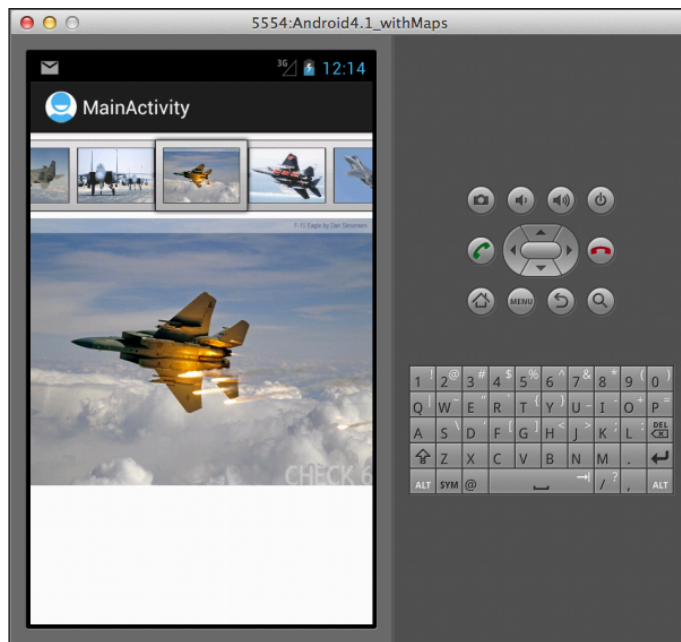 5554:Android4.1_withMaps
3G 12:14
MainActivity
F-15 Eagle by Dan Stevenson
CHECK 6
MENU
1 ! 2 @ 3 # 4 $ 5 % 6 ^ 7 & 8 * 9 ( 0 )
Q | W ~ E " R ` T { Y } U _ I - O + P =
A S \ D ' F [ G ] H < J > K ; L : DEL
Z X C V B N M .
ALT SYM @ / ? , ALT